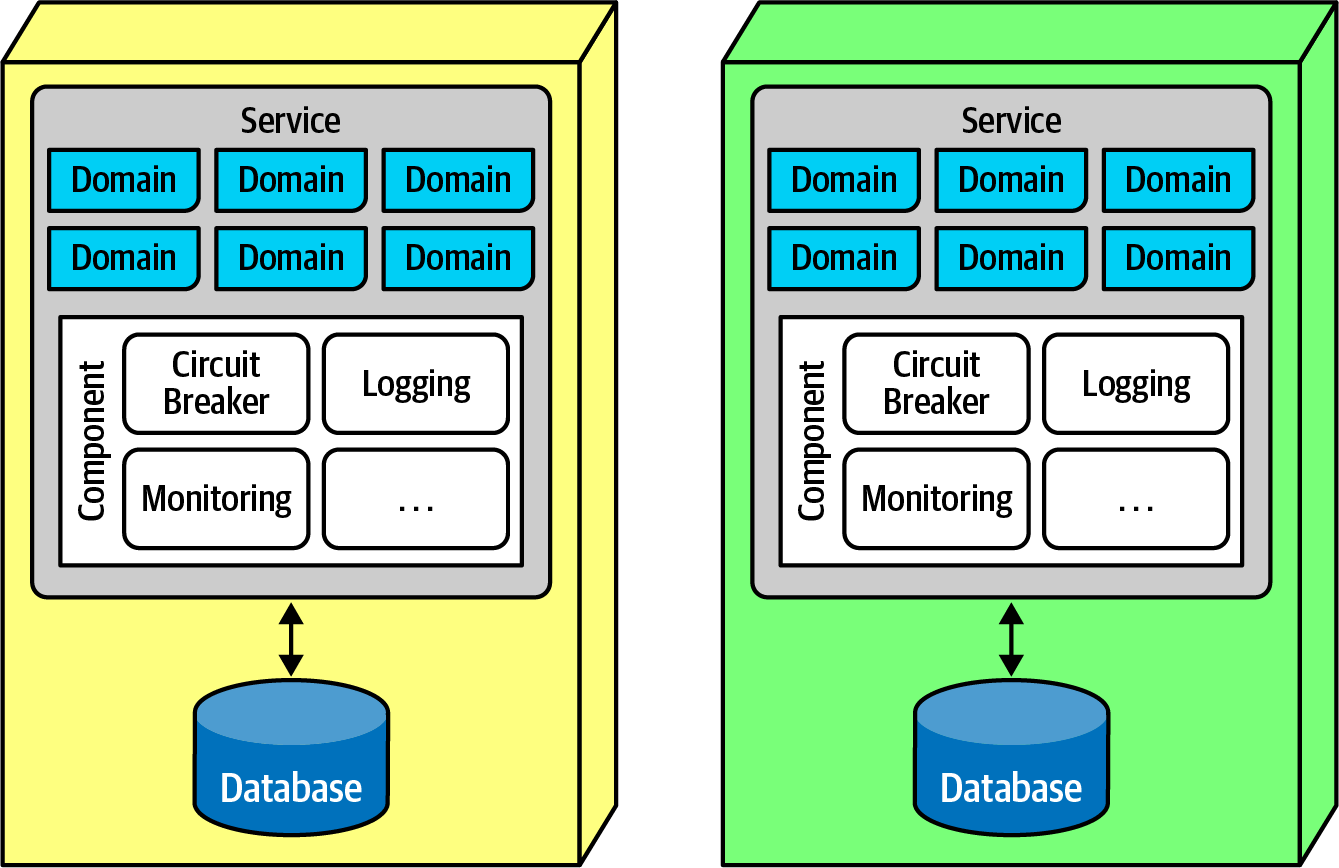 Service
Domain Domain Domain
Domain Domain Domain
Component
Circuit
Breaker
Logging
Monitoring
...
Database
Service
Domain Domain Domain
Domain Domain Domain
Component
Circuit
Breaker
Logging
Monitoring
...
Database